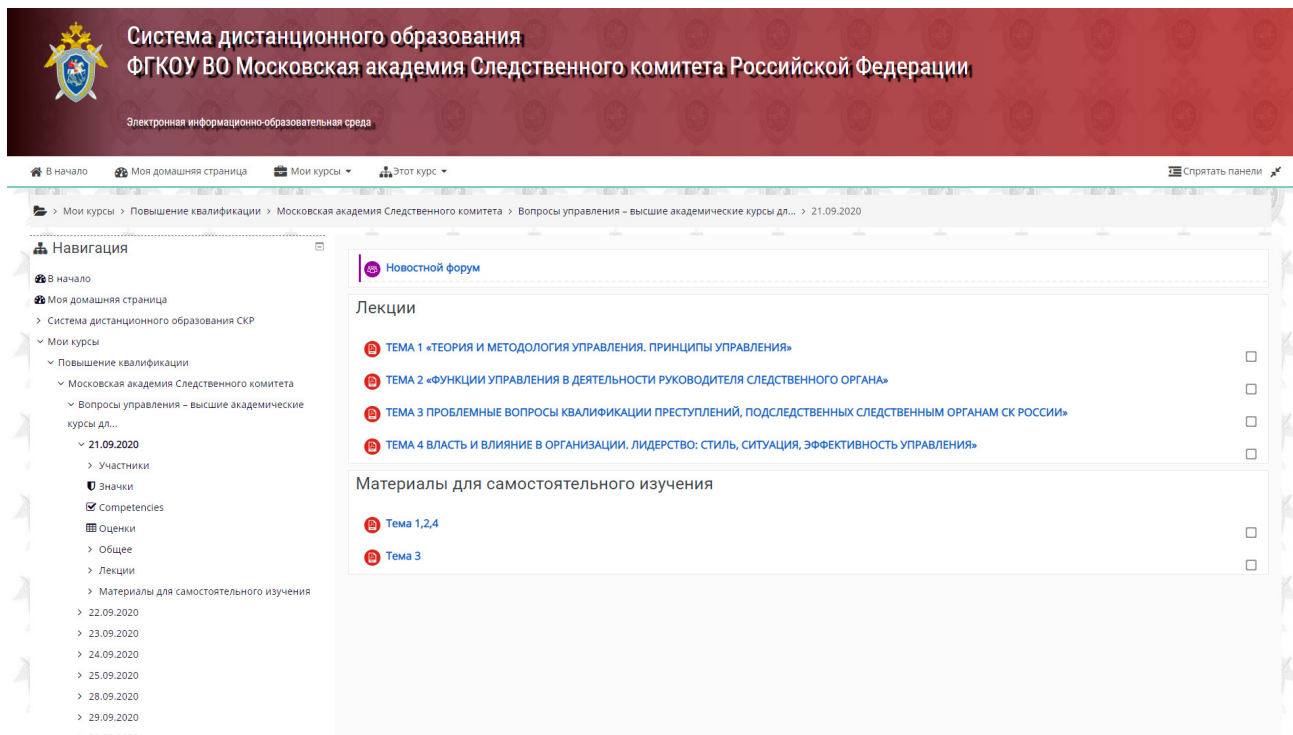 Система дистанционного образования
ФГКОУ ВО Московская академия Следственного комитета Российской Федерации
Электронная информационно-образовательная среда
В начало
Моя домашняя страница
Мои курсы
Этот курс
Спрятать панели
> Мои курсы > Повышение квалификации > Московская академия Следственного комитета > Вопросы управления – высшие академические курсы дл... > 21.09.2020
Навигация
В начало
Моя домашняя страница
Система дистанционного образования СКР
Мои курсы
Повышение квалификации
Московская академия Следственного комитета
Вопросы управления – высшие академические
курсы дл...
21.09.2020
Участники
Значки
Competencies
Оценки
Общее
Лекции
Материалы для самостоятельного изучения
22.09.2020
23.09.2020
24.09.2020
25.09.2020
28.09.2020
29.09.2020
Новостной форум
Лекции
ТЕМА 1 «ТЕОРИЯ И МЕТОДОЛОГИЯ УПРАВЛЕНИЯ. ПРИНЦИПЫ УПРАВЛЕНИЯ»
ТЕМА 2 «ФУНКЦИИ УПРАВЛЕНИЯ В ДЕЯТЕЛЬНОСТИ РУКОВОДИТЕЛЯ СЛЕДСТВЕННОГО ОРГАНА»
ТЕМА 3 ПРОБЛЕМНЫЕ ВОПРОСЫ КВАЛИФИКАЦИИ ПРЕСТУПЛЕНИЙ, ПОДСЛЕДСТВЕННЫХ СЛЕДСТВЕННЫМ ОРГАНАМ СК РОССИИ»
ТЕМА 4 ВЛАСТЬ И ВЛИЯНИЕ В ОРГАНИЗАЦИИ. ЛИДЕРСТВО: СТИЛЬ, СИТУАЦИЯ, ЭФФЕКТИВНОСТЬ УПРАВЛЕНИЯ»
Материалы для самостоятельного изучения
Тема 1,2,4
Тема 3